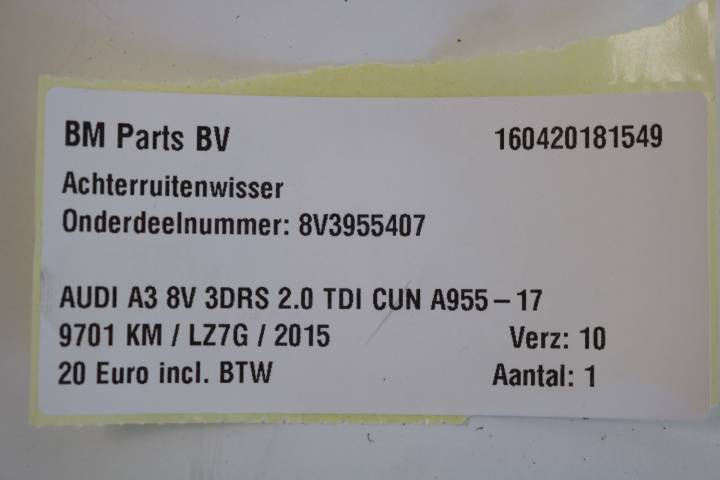 BM Parts BV 160420181549
Achterruitenwisser
Onderdeelnummer: 8V3955407
AUDI A3 8V 3DRS 2.0 TDI CUN A955-17
9701 KM / LZ7G / 2015 Verz: 10
20 Euro incl. BTW Aantal: 1